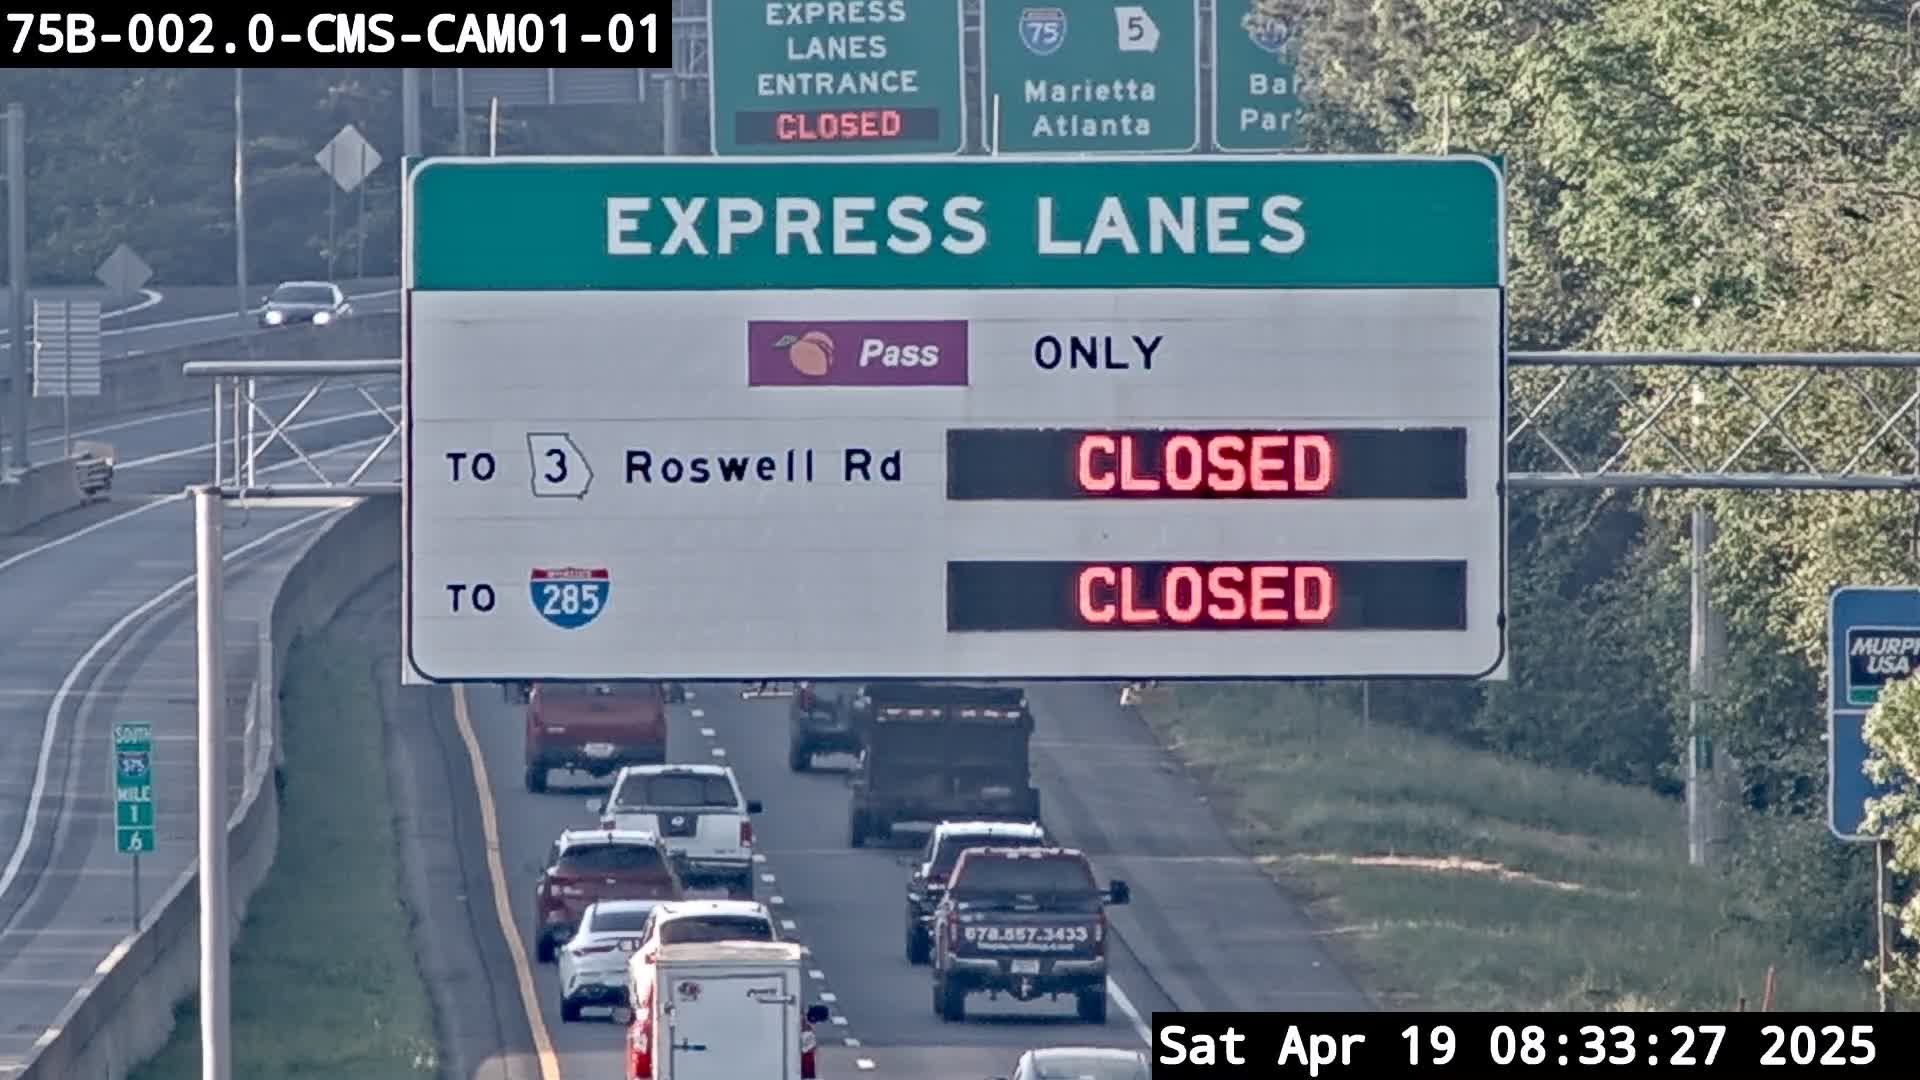 75B-002.0-CMS-CAM01-01
EXPRESS
LANES
ENTRANCE
CLOSED
75 5
Marietta
Atlanta
EXPRESS LANES
Pass ONLY
TO 3 Roswell Rd CLOSED
TO 285 CLOSED
SOUTH
575
MILE
1
.6
MURP
USA
678.557.3433
Sat Apr 19 08:33:27 2025